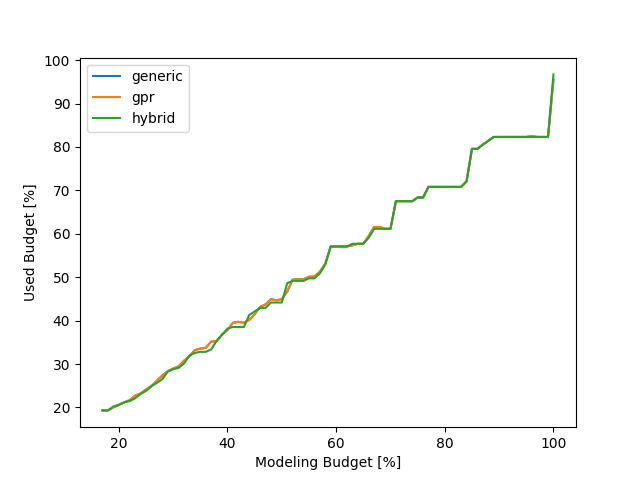 generic
gpr
hybrid
100
90
80
70
60
50
40
30
20
Used Budget [%]
20 40 60 80 100
Modeling Budget [%]